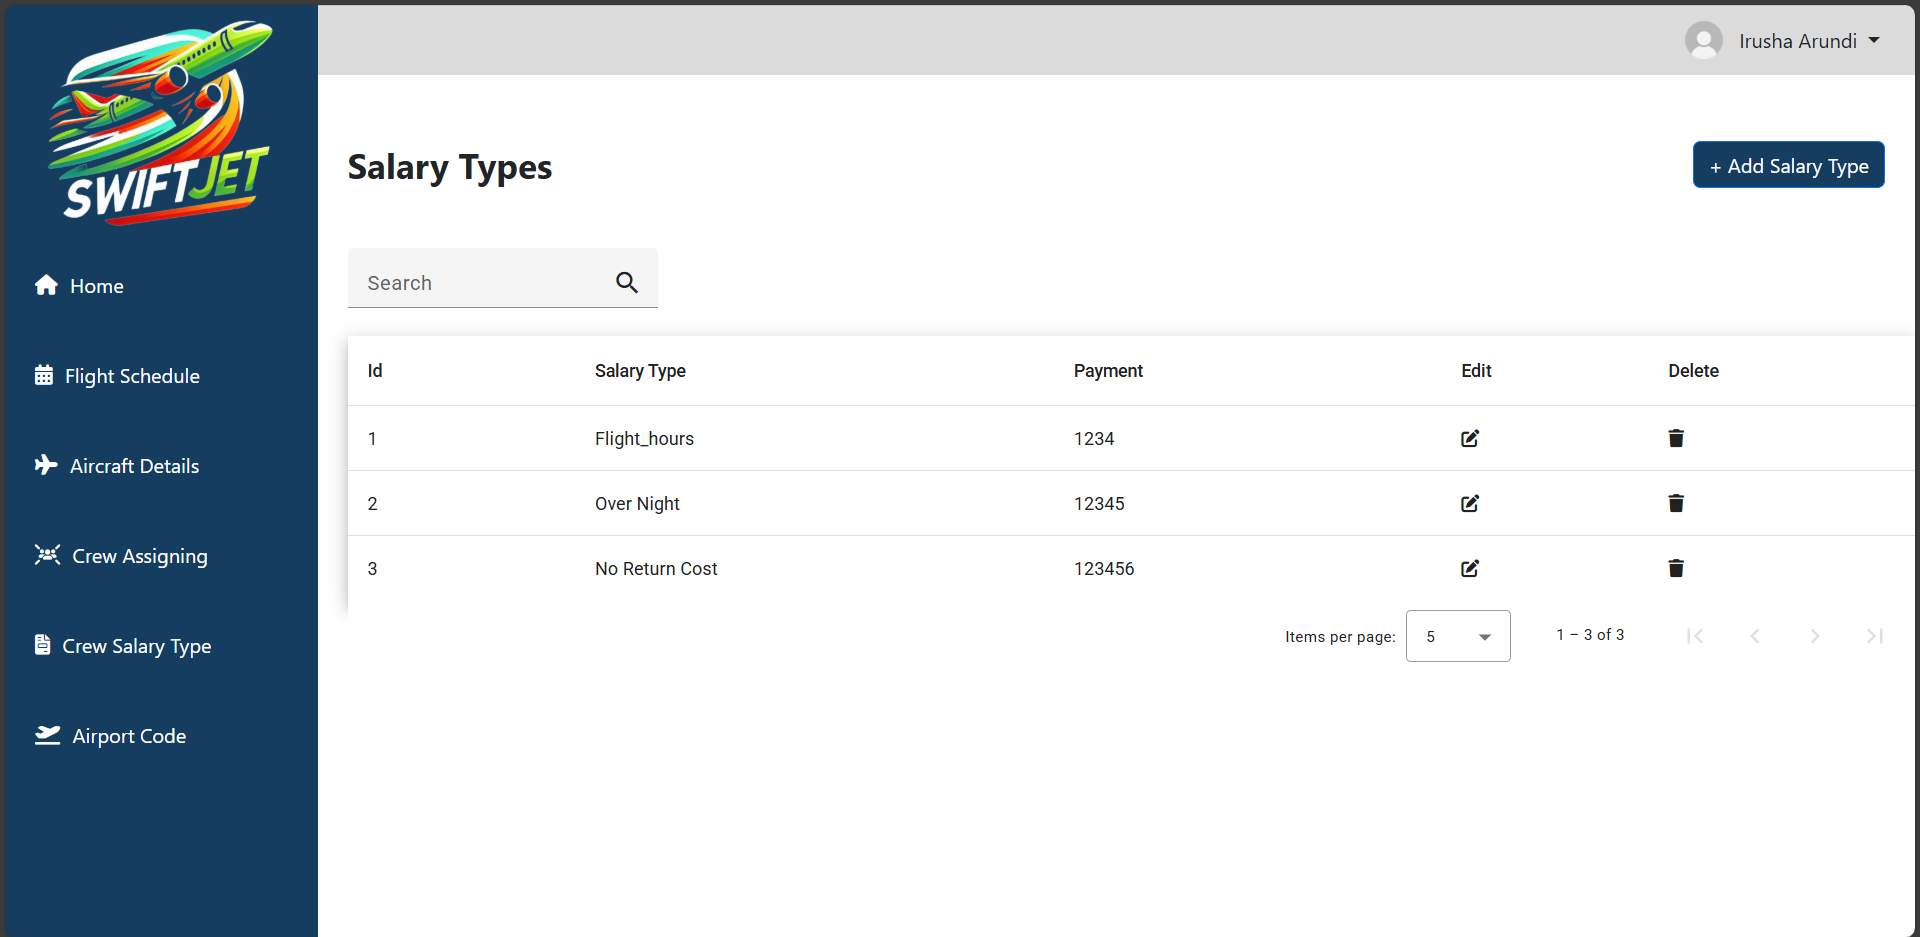 SWIFTJET
Irusha Arundi
Home
Flight Schedule
Aircraft Details
Crew Assigning
Crew Salary Type
Airport Code
Salary Types
+ Add Salary Type
Search
Id Salary Type Payment Edit Delete
1 Flight_hours 1234
2 Over Night 12345
3 No Return Cost 123456
Items per page: 5 1 – 3 of 3